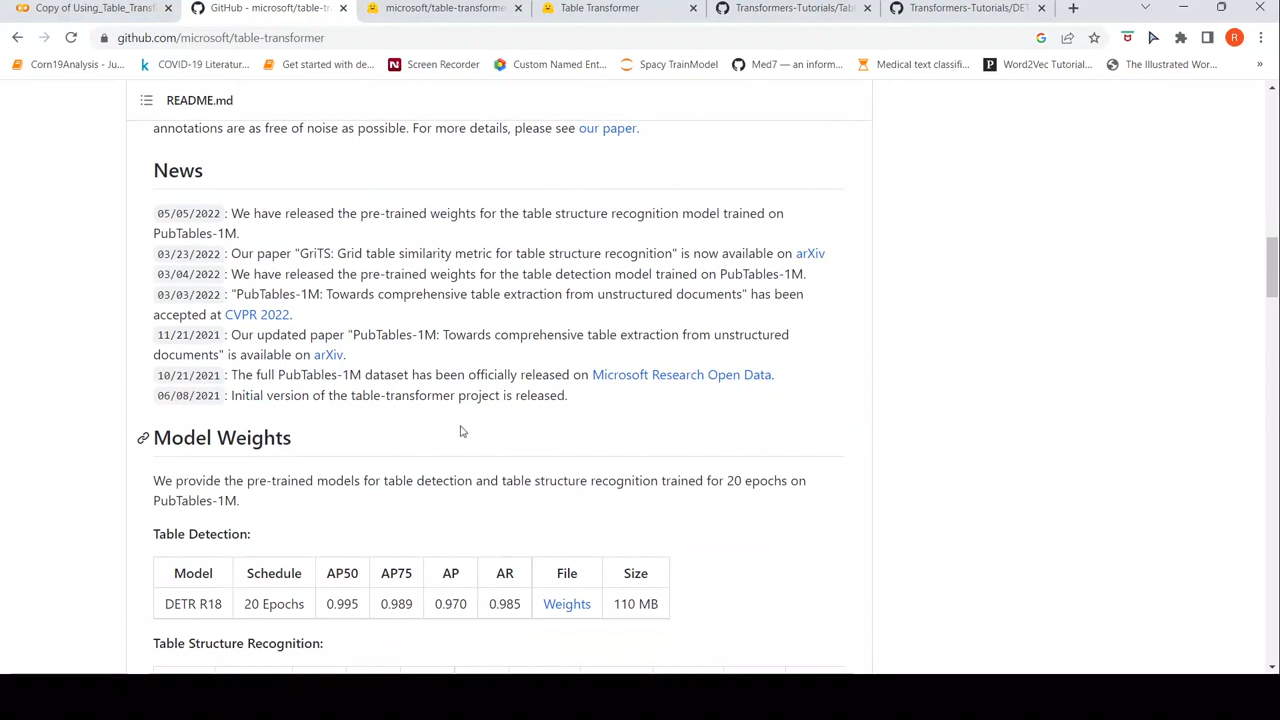 Copy of Using_Table_Transf
GitHub - microsoft/table-tr
microsoft/table-transforme
Table Transformer
Transformers-Tutorials/Tabl
Transformers-Tutorials/DET
github.com/microsoft/table-transformer
R
Corn19Analysis - Ju...
COVID-19 Literatur...
Get started with de...
Screen Recorder
Custom Named Ent...
Spacy TrainModel
Med7 — an inform...
Medical text classifi...
Word2Vec Tutorial...
The Illustrated Wor...
»
README.md
annotations are as free of noise as possible. For more details, please see our paper.
News
05/05/2022 : We have released the pre-trained weights for the table structure recognition model trained on
PubTables-1M.
03/23/2022 : Our paper "GriTS: Grid table similarity metric for table structure recognition" is now available on arXiv
03/04/2022 : We have released the pre-trained weights for the table detection model trained on PubTables-1M.
03/03/2022 : "PubTables-1M: Towards comprehensive table extraction from unstructured documents" has been
accepted at CVPR 2022.
11/21/2021 : Our updated paper "PubTables-1M: Towards comprehensive table extraction from unstructured
documents" is available on arXiv.
10/21/2021 : The full PubTables-1M dataset has been officially released on Microsoft Research Open Data.
06/08/2021 : Initial version of the table-transformer project is released.
Model Weights
We provide the pre-trained models for table detection and table structure recognition trained for 20 epochs on
PubTables-1M.
Table Detection:
Model Schedule AP50 AP75 AP AR File Size
DETR R18 20 Epochs 0.995 0.989 0.970 0.985 Weights 110 MB
Table Structure Recognition: